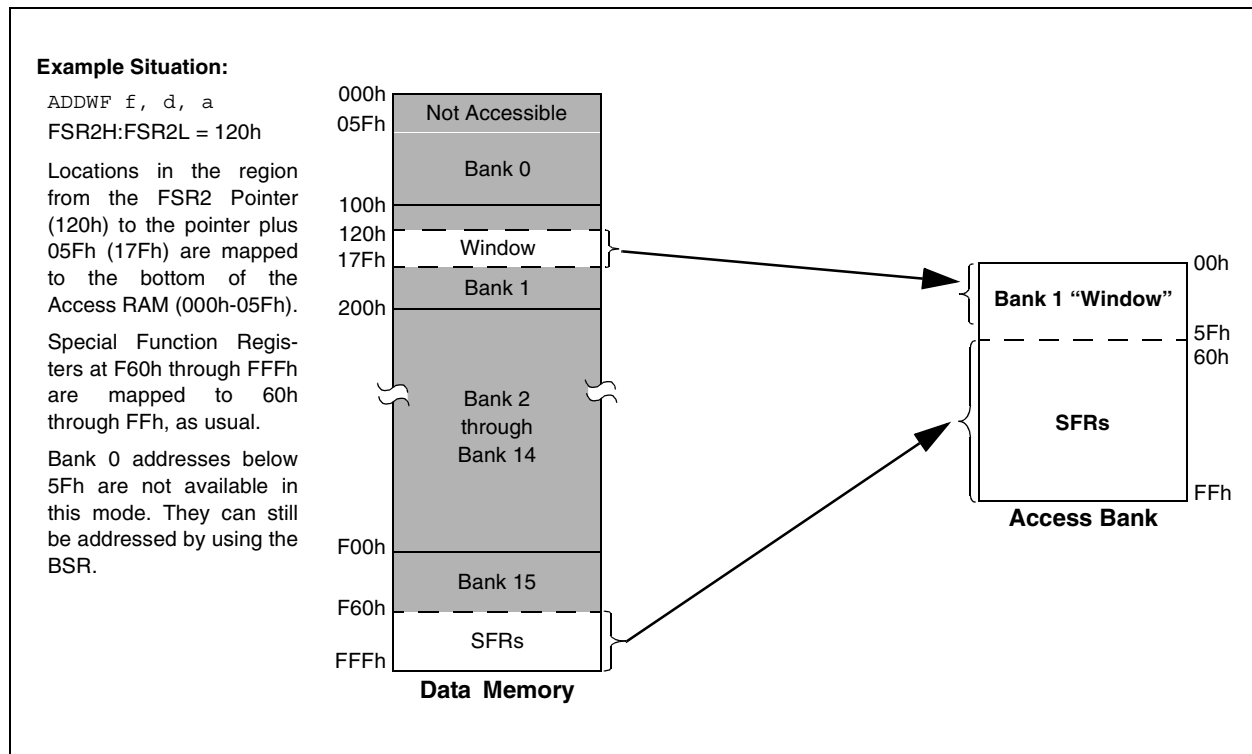 Example Situation:
ADDWF f, d, a
FSR2H:FSR2L = 120h
Locations in the region
from the FSR2 Pointer
(120h) to the pointer plus
05Fh (17Fh) are mapped
to the bottom of the
Access RAM (000h-05Fh).
Special Function Regis-
ters at F60h through FFFh
are mapped to 60h
through FFh, as usual.
Bank 0 addresses below
5Fh are not available in
this mode. They can still
be addressed by using the
BSR.
000h
Not Accessible
05Fh
Bank 0
100h
120h
Window
17Fh
Bank 1
200h
Bank 2
through
Bank 14
F00h
Bank 15
F60h
SFRs
FFFh
Data Memory
00h
Bank 1 “Window”
5Fh
60h
SFRs
FFh
Access Bank